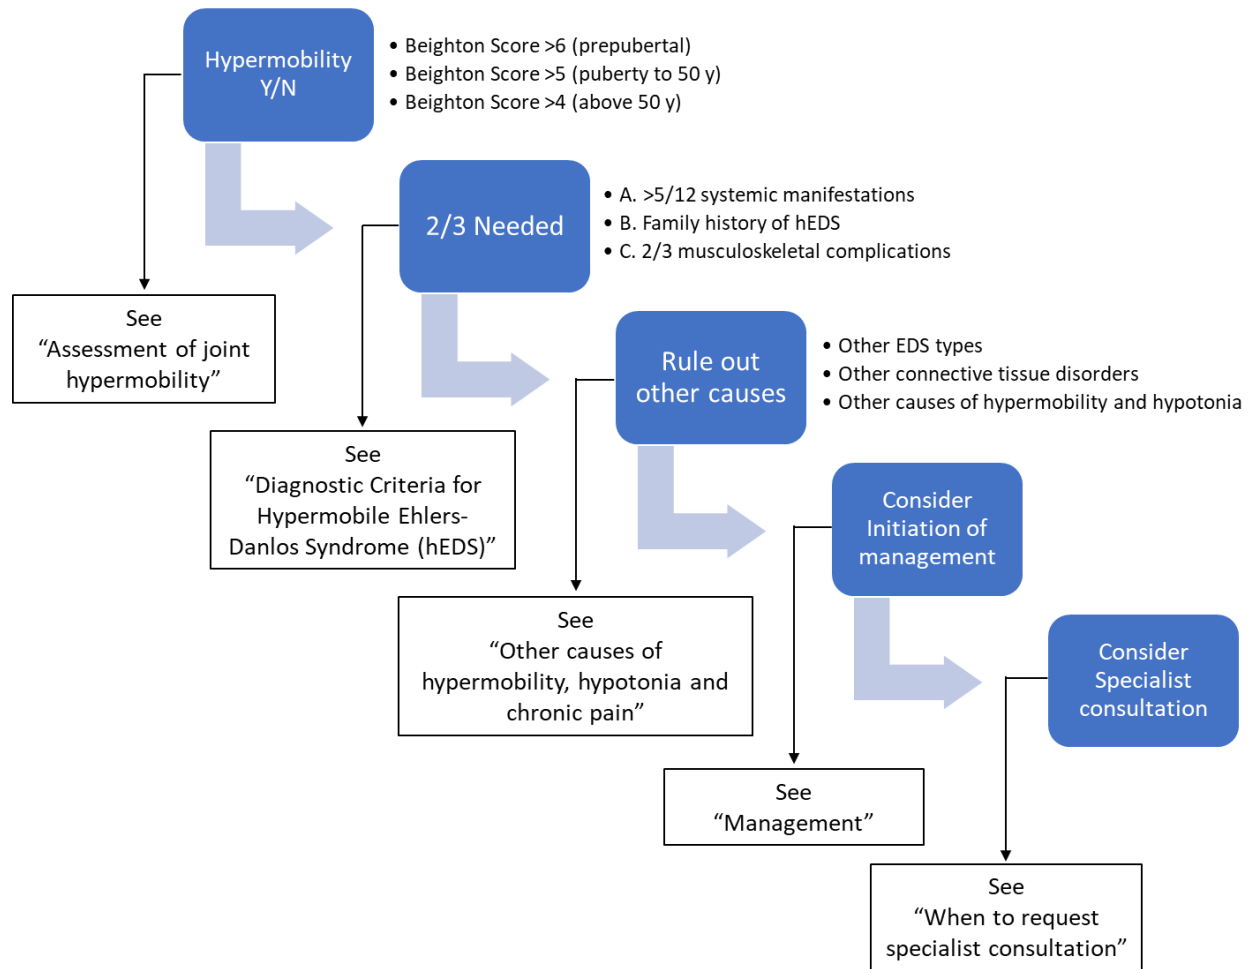 Hypermobility
Y/N
• Beighton Score >6 (prepubertal)
• Beighton Score >5 (puberty to 50 y)
• Beighton Score >4 (above 50 y)
See
“Assessment of joint
hypermobility”
2/3 Needed
• A. >5/12 systemic manifestations
• B. Family history of hEDS
• C. 2/3 musculoskeletal complications
See
“Diagnostic Criteria for
Hypermobile Ehlers-
Danlos Syndrome (hEDS)”
Rule out
other causes
• Other EDS types
• Other connective tissue disorders
• Other causes of hypermobility and hypotonia
See
“Other causes of
hypermobility, hypotonia and
chronic pain”
Consider
Initiation of
management
See
“Management”
Consider
Specialist
consultation
See
“When to request
specialist consultation”